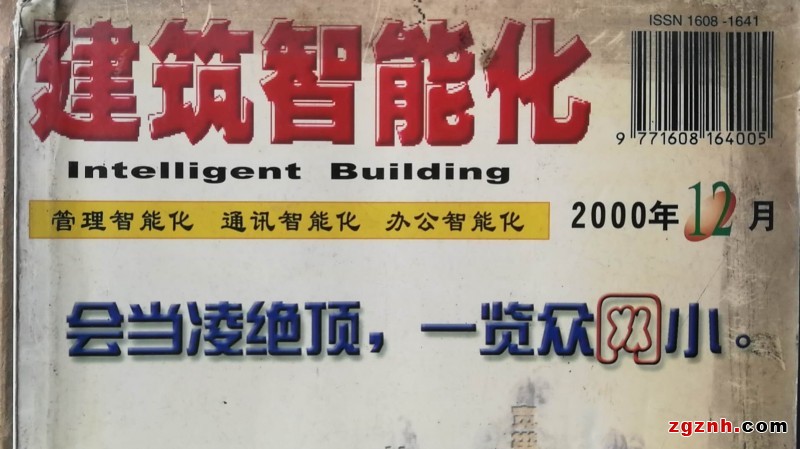 ISSN 1608-1641
建筑智能化
9 771608 164005
Intelligent Building
管理智能化 通讯智能化 办公智能化
2000年12月
会当凌绝顶，一览众网小。
zgznh.com